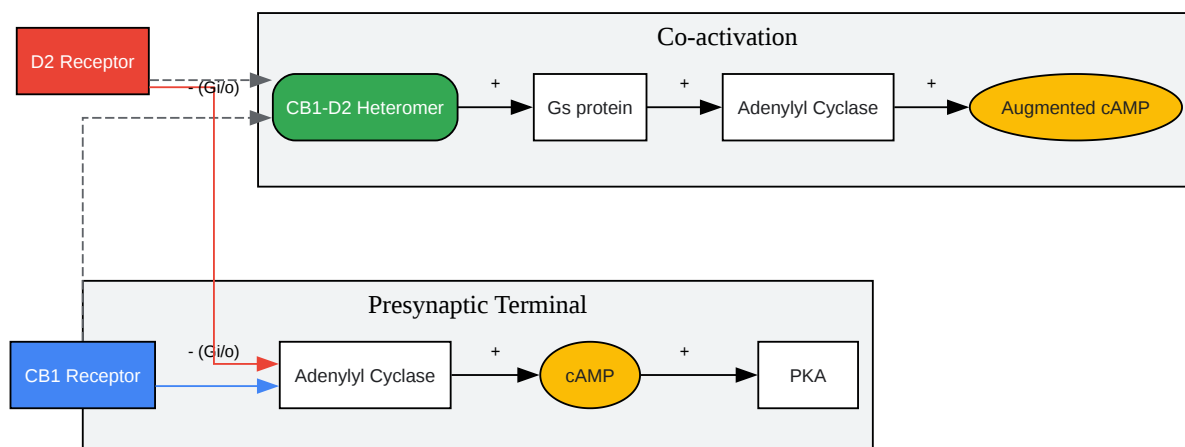 Co-activation
D2 Receptor
- (Gi/o)
CB1-D2 Heteromer
+
Gs protein
+
Adenylyl Cyclase
+
Augmented cAMP
Presynaptic Terminal
CB1 Receptor
- (Gi/o)
Adenylyl Cyclase
+
cAMP
+
PKA